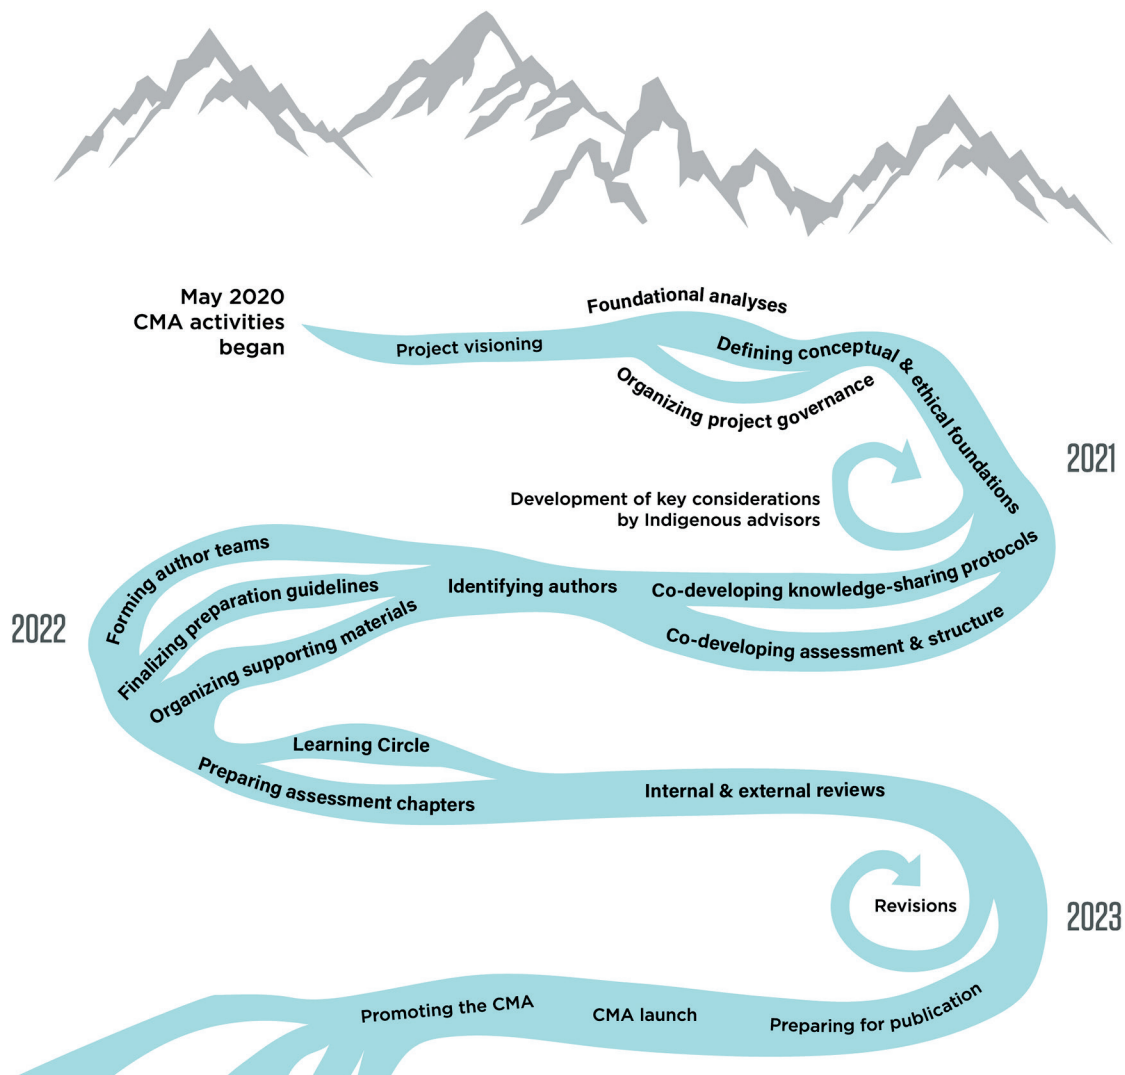 May 2020
CMA activities
began
Project visioning
Foundational analyses
Organizing project governance
Defining conceptual & ethical foundations
2021
Development of key considerations
by Indigenous advisors
Co-developing knowledge-sharing protocols
Co-developing assessment & structure
Identifying authors
Forming author teams
Finalizing preparation guidelines
Organizing supporting materials
2022
Learning Circle
Preparing assessment chapters
Internal & external reviews
Revisions
2023
Preparing for publication
CMA launch
Promoting the CMA